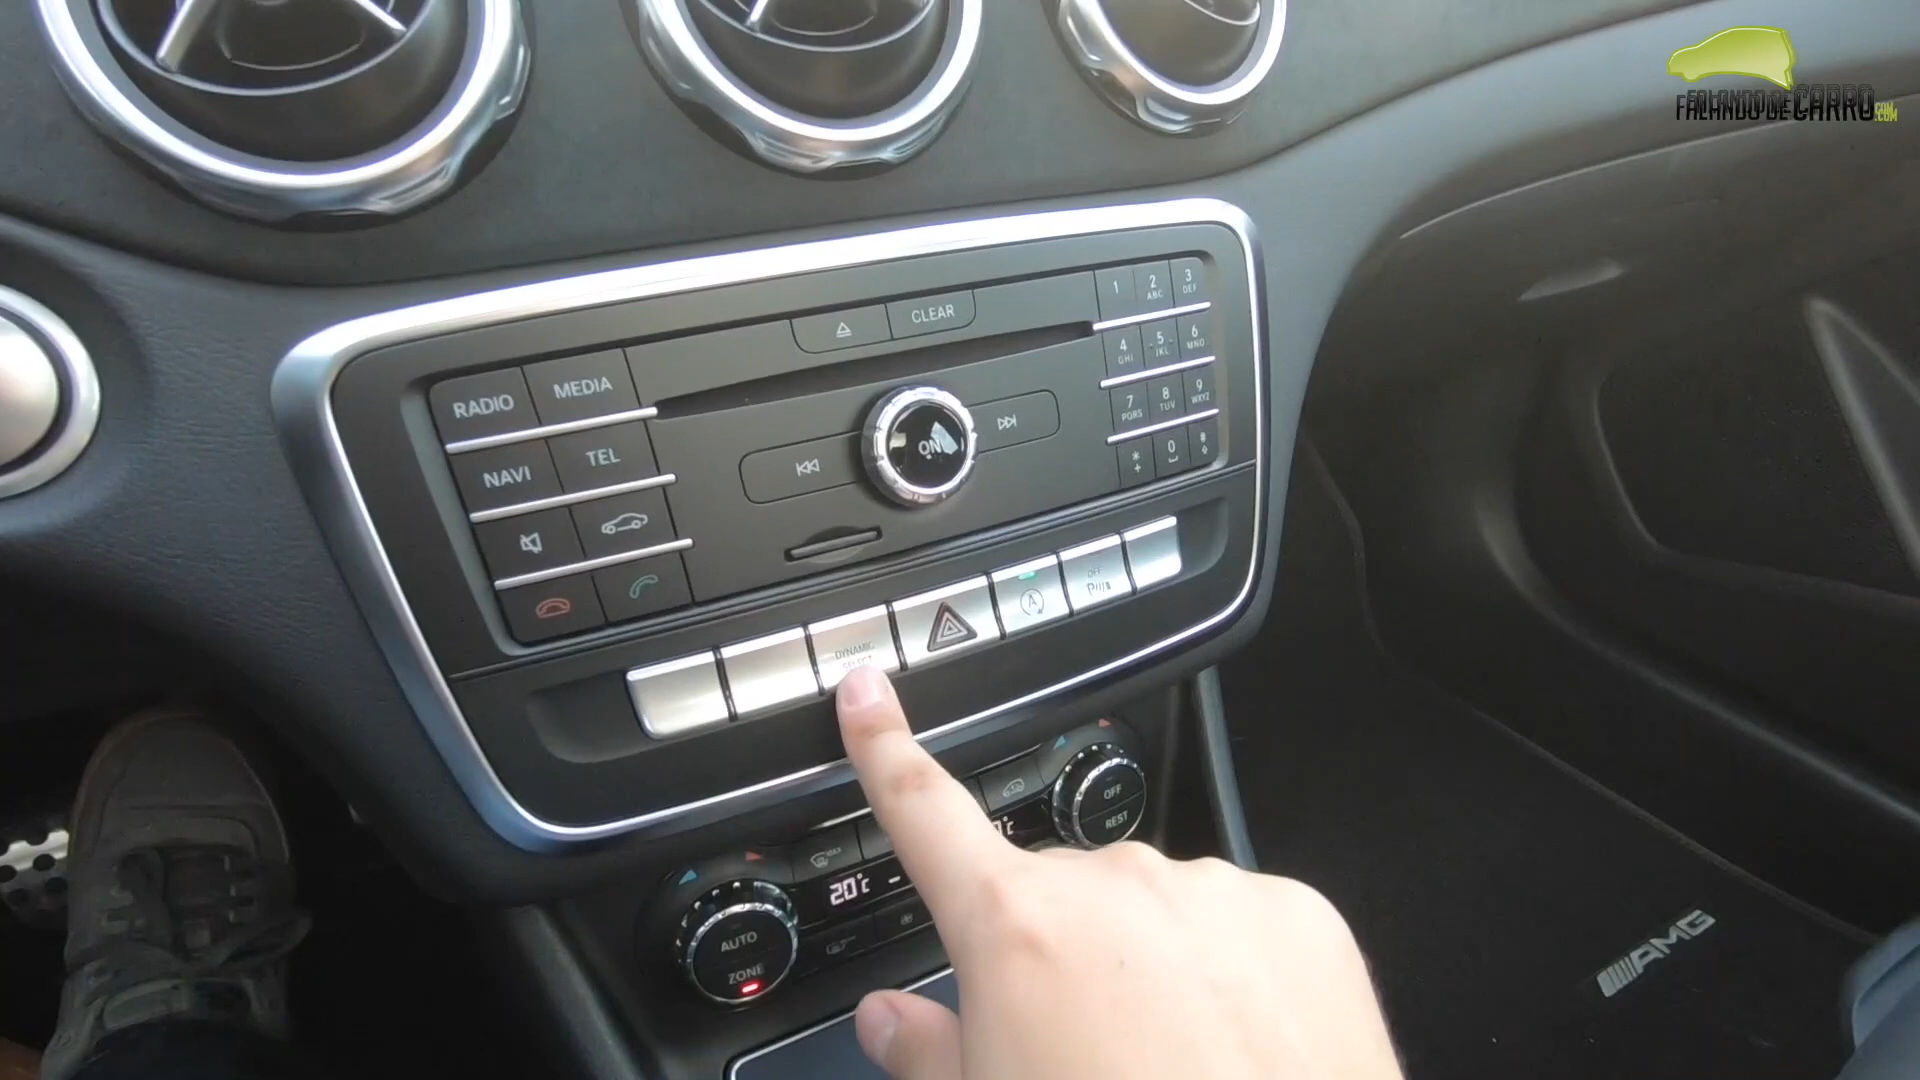 FALANDO DE CARRO.COM
CLEAR
RADIO
MEDIA
NAVI
TEL
ON
1
2 ABC
3 DEF
4 GHI
5 JKL
6 MNO
7 PQRS
8 TUV
9 WXYZ
*
+
0
DYNAMIC
SELECT
A
OFF
OFF
REST
20°C
AUTO
ZONE
AMG